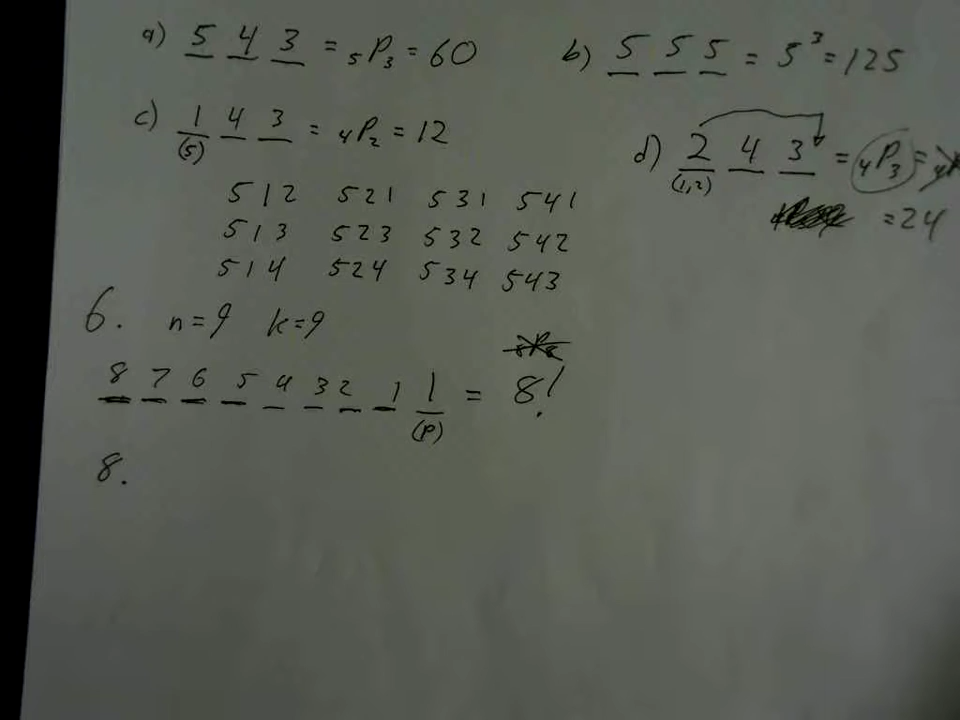 a) 5 4 3 = ₅P₃ = 60
b) 5 5 5 = 5³ = 125
c) 1 4 3 = ₄P₂ = 12
(5)
d) 2 4 3 = ₄P₃ =
(1,2)
= 24
512 521 531 541
513 523 532 542
514 524 534 543
6. n=9 k=9
8 7 6 5 4 3 2 1 1 = 8!
(P)
8.